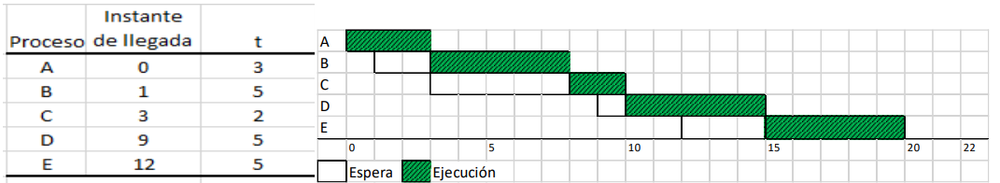 Instante
Proceso de llegada t
A 0 3
B 1 5
C 3 2
D 9 5
E 12 5
A
B
C
D
E
0 5 10 15 20 22
Espera Ejecución